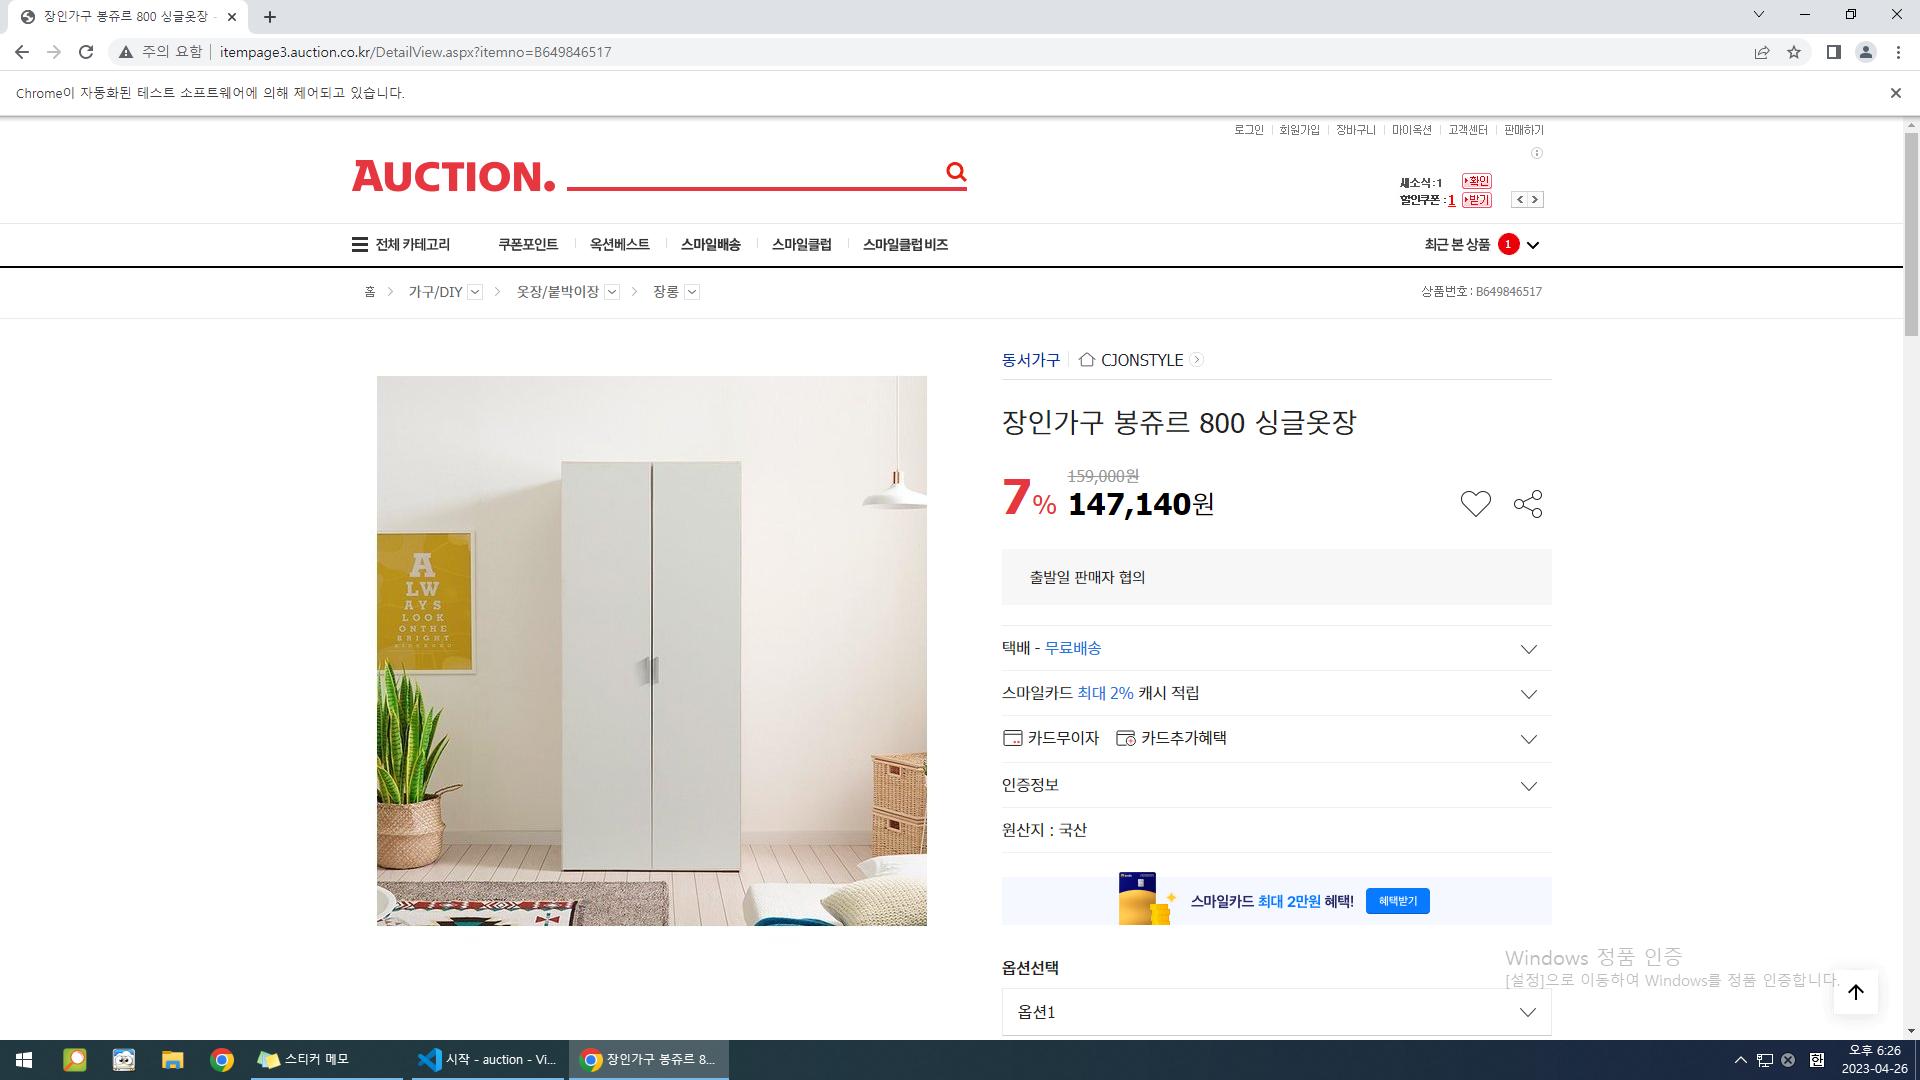 장인가구 봉쥬르 800 싱글옷장 -
주의 요함 itempage3.auction.co.kr/DetailView.aspx?itemno=B649846517
Chrome이 자동화된 테스트 소프트웨어에 의해 제어되고 있습니다.
로그인 회원가입 장바구니 마이옥션 고객센터 판매하기
AUCTION.
새소식 : 1 확인
할인쿠폰 : 1 받기
전체 카테고리 쿠폰포인트 옥션베스트 스마일배송 스마일클럽 스마일클럽 비즈 최근 본 상품 1
홈 > 가구/DIY > 옷장/붙박이장 > 장롱 상품번호 : B649846517
동서가구 CJONSTYLE
장인가구 봉쥬르 800 싱글옷장
159,000원
7% 147,140원
출발일 판매자 협의
택배 - 무료배송
스마일카드 최대 2% 캐시 적립
카드무이자 카드추가혜택
인증정보
원산지 : 국산
스마일카드 최대 2만원 혜택! 혜택받기
옵션선택
옵션1
A
LW
AYS
LOOK
ON THE
BRIGHT
Windows 정품 인증
[설정]으로 이동하여 Windows를 정품 인증합니다.
스티커 메모 시작 - auction - Vi... 장인가구 봉쥬르 8... 한 오후 6:26
2023-04-26